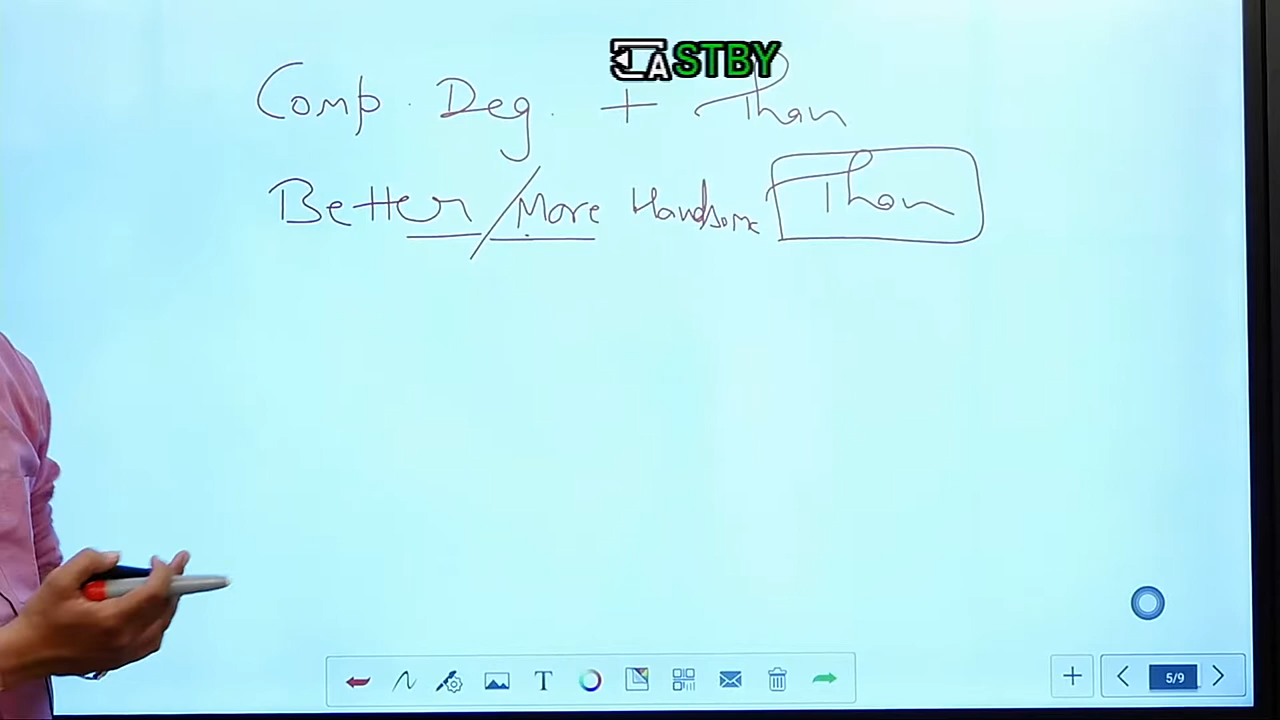 A STBY
Comp. Deg. + Than
Better/More Handsome Than
T
5/9